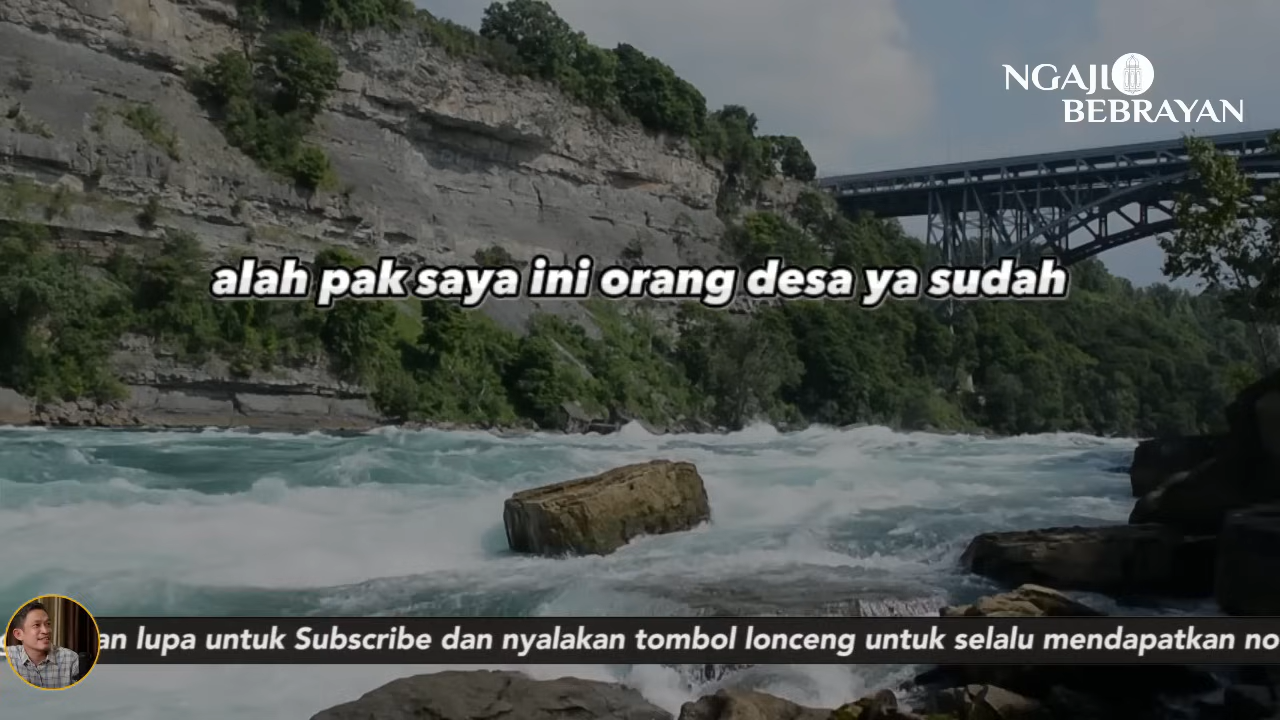 NGAJI
BEBRAYAN
alah pak saya ini orang desa ya sudah
an lupa untuk Subscribe dan nyalakan tombol lonceng untuk selalu mendapatkan no